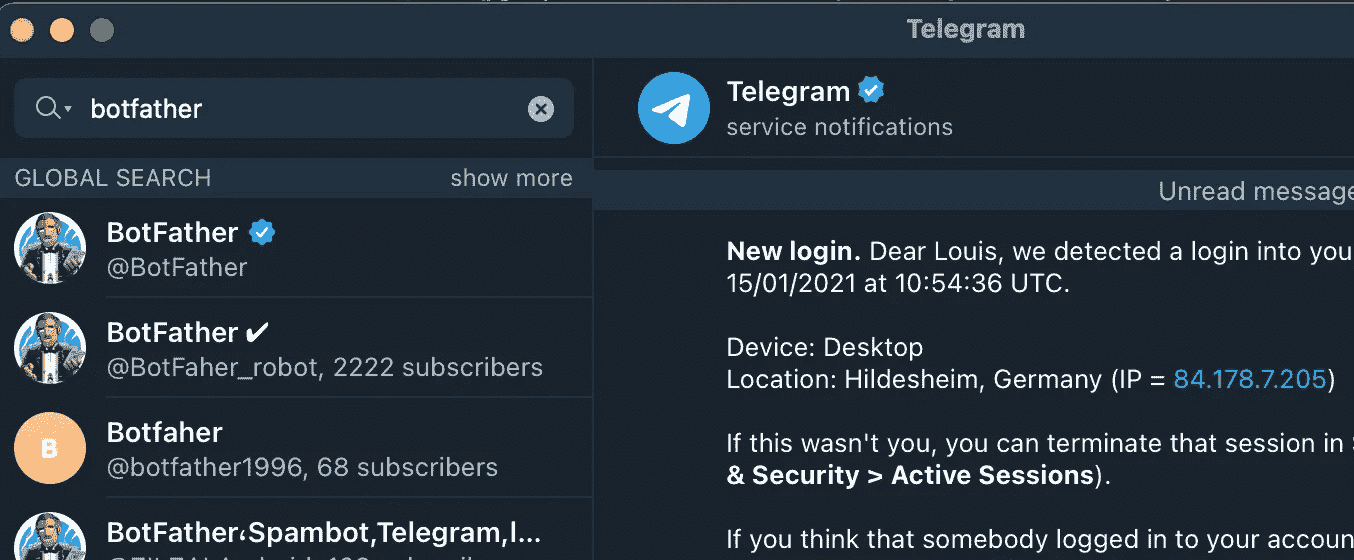 Telegram
botfather
GLOBAL SEARCH show more
BotFather
@BotFather
BotFather ✔
@BotFaher_robot, 2222 subscribers
B
Botfaher
@botfather1996, 68 subscribers
BotFather،Spambot,Telegram,l...
Telegram
service notifications
Unread message
New login. Dear Louis, we detected a login into you
15/01/2021 at 10:54:36 UTC.
Device: Desktop
Location: Hildesheim, Germany (IP = 84.178.7.205)
If this wasn't you, you can terminate that session in
& Security > Active Sessions).
If you think that somebody logged in to your accoun